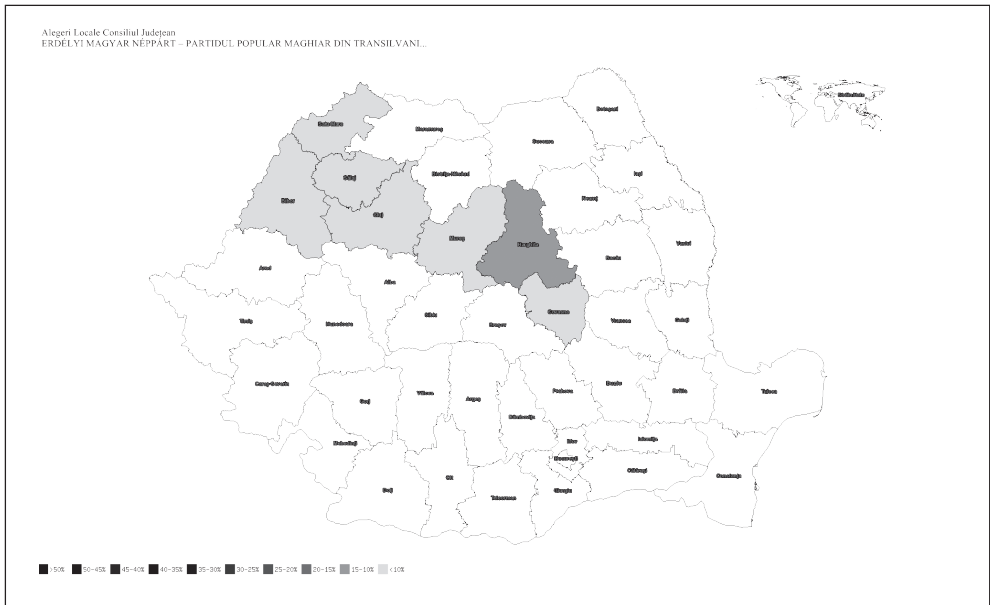 Alegeri Locale Consiliul Județean
ERDÉLYI MAGYAR NÉPPÁRT – PARTIDUL POPULAR MAGHIAR DIN TRANSILVANI...
Botoșani
Satu-Mare
Maramureș
Suceava
Bistrița-Năsăud
Iași
Sălaj
Neamț
Bihor
Cluj
Mureș
Harghita
Vaslui
Bacău
Arad
Alba
Covasna
Sibiu
Brașov
Timiș
Hunedoara
Vrancea
Galați
Caraș-Severin
Gorj
Vâlcea
Argeș
Prahova
Buzău
Brăila
Tulcea
Dâmbovița
Mehedinți
Ilfov
Ialomița
București
Călărași
Olt
Constanța
Dolj
Teleorman
Giurgiu
>50% 50-45% 45-40% 40-35% 35-30% 30-25% 25-20% 20-15% 15-10% <10%